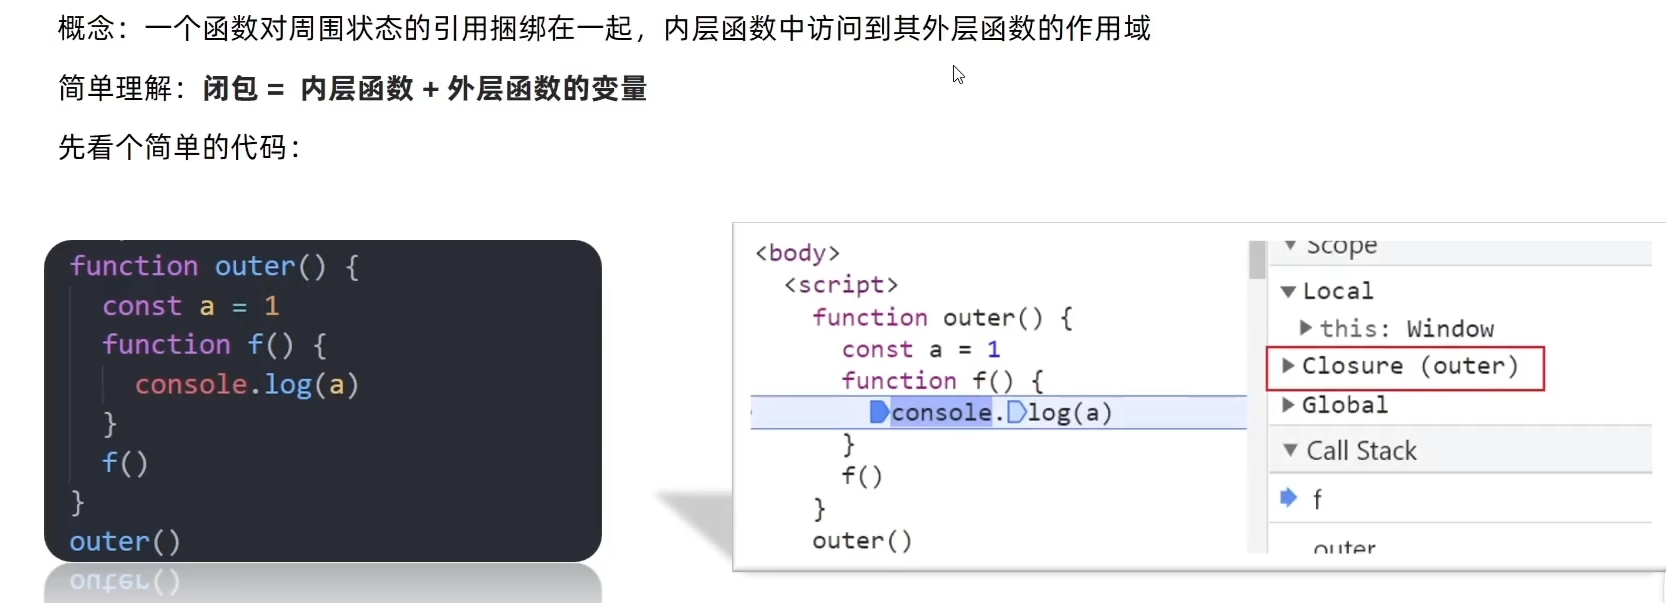 概念：一个函数对周围状态的引用捆绑在一起，内层函数中访问到其外层函数的作用域
简单理解：闭包 = 内层函数 + 外层函数的变量
先看个简单的代码：
function outer() {
  const a = 1
  function f() {
    console.log(a)
  }
  f()
}
outer()
outer()
<body>
  <script>
    function outer() {
      const a = 1
      function f() {
        console.log(a)
      }
      f()
    }
    outer()
Scope
Local
this: Window
Closure (outer)
Global
Call Stack
f
outer